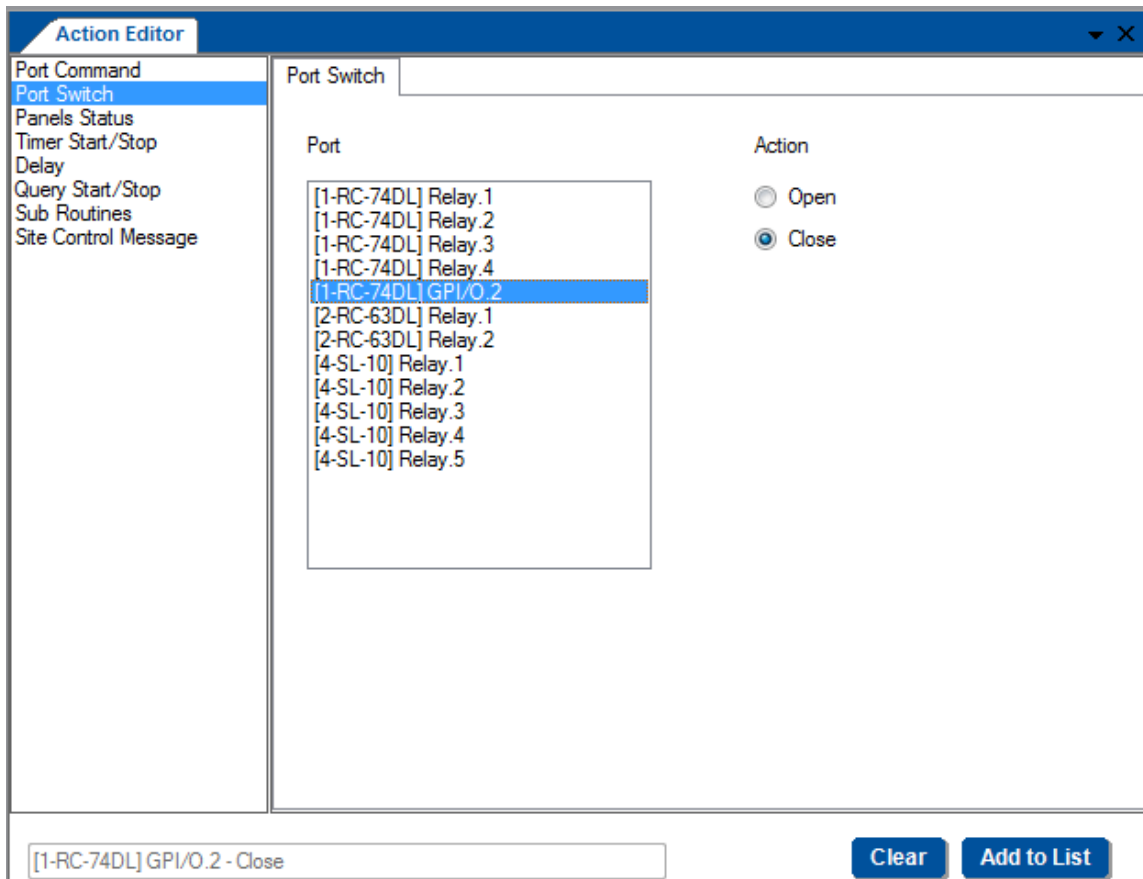 Action Editor
Port Command
Port Switch
Panels Status
Timer Start/Stop
Delay
Query Start/Stop
Sub Routines
Site Control Message
Port Switch
Port
[1-RC-74DL] Relay.1
[1-RC-74DL] Relay.2
[1-RC-74DL] Relay.3
[1-RC-74DL] Relay.4
[1-RC-74DL] GPI/O.2
[2-RC-63DL] Relay.1
[2-RC-63DL] Relay.2
[4-SL-10] Relay.1
[4-SL-10] Relay.2
[4-SL-10] Relay.3
[4-SL-10] Relay.4
[4-SL-10] Relay.5
Action
Open
Close
[1-RC-74DL] GPI/O.2 - Close
Clear
Add to List